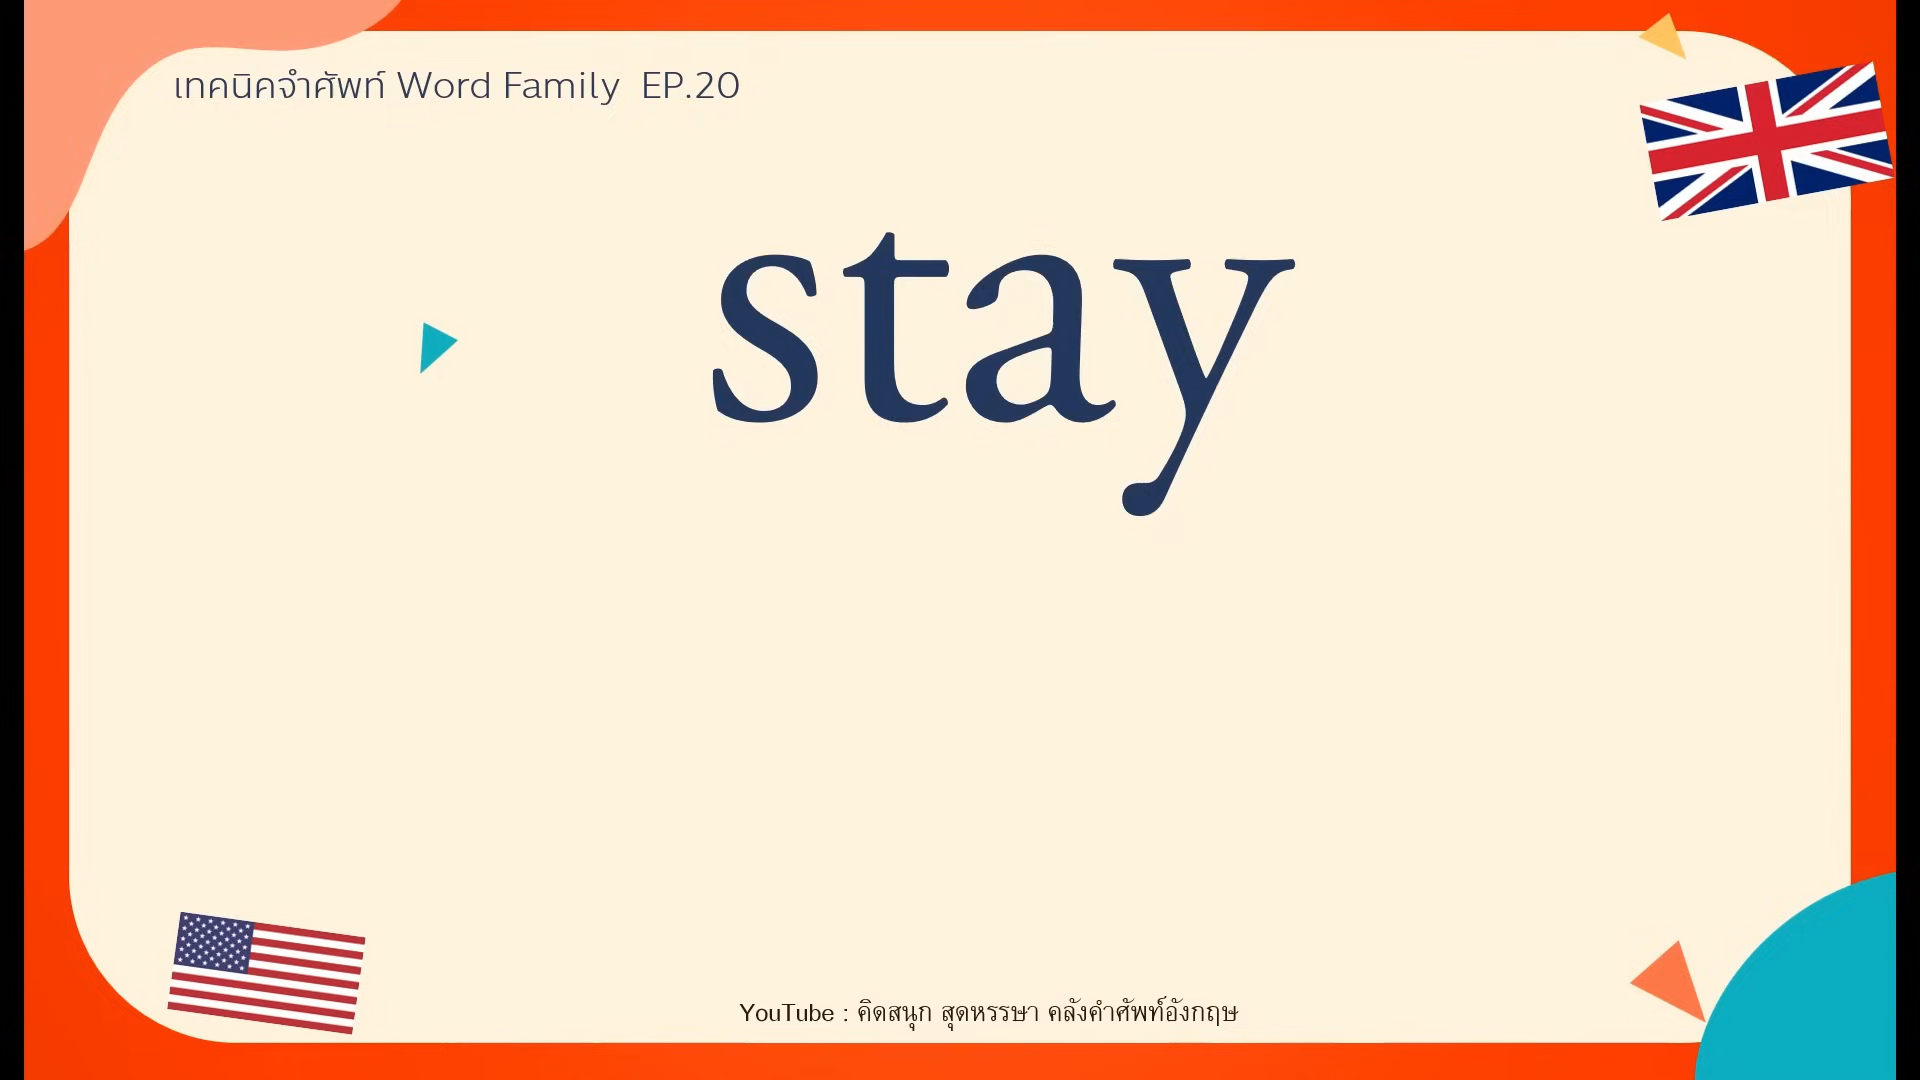 เทคนิคจำศัพท์ Word Family EP.20
stay
YouTube : คิดสนุก สุดหรรษา คลังคำศัพท์อังกฤษ